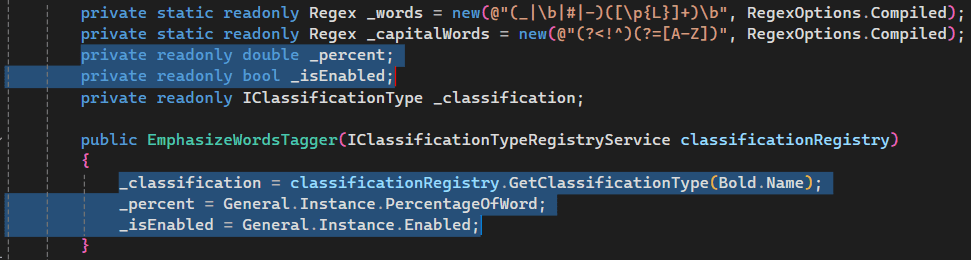 private static readonly Regex _words = new(@"(_|\b|#|-)([\p{L}]+)\b", RegexOptions.Compiled);
private static readonly Regex _capitalWords = new(@"(?<!^)(?=[A-Z])", RegexOptions.Compiled);
private readonly double _percent;
private readonly bool _isEnabled;
private readonly IClassificationType _classification;
public EmphasizeWordsTagger(IClassificationTypeRegistryService classificationRegistry)
{
_classification = classificationRegistry.GetClassificationType(Bold.Name);
_percent = General.Instance.PercentageOfWord;
_isEnabled = General.Instance.Enabled;
}